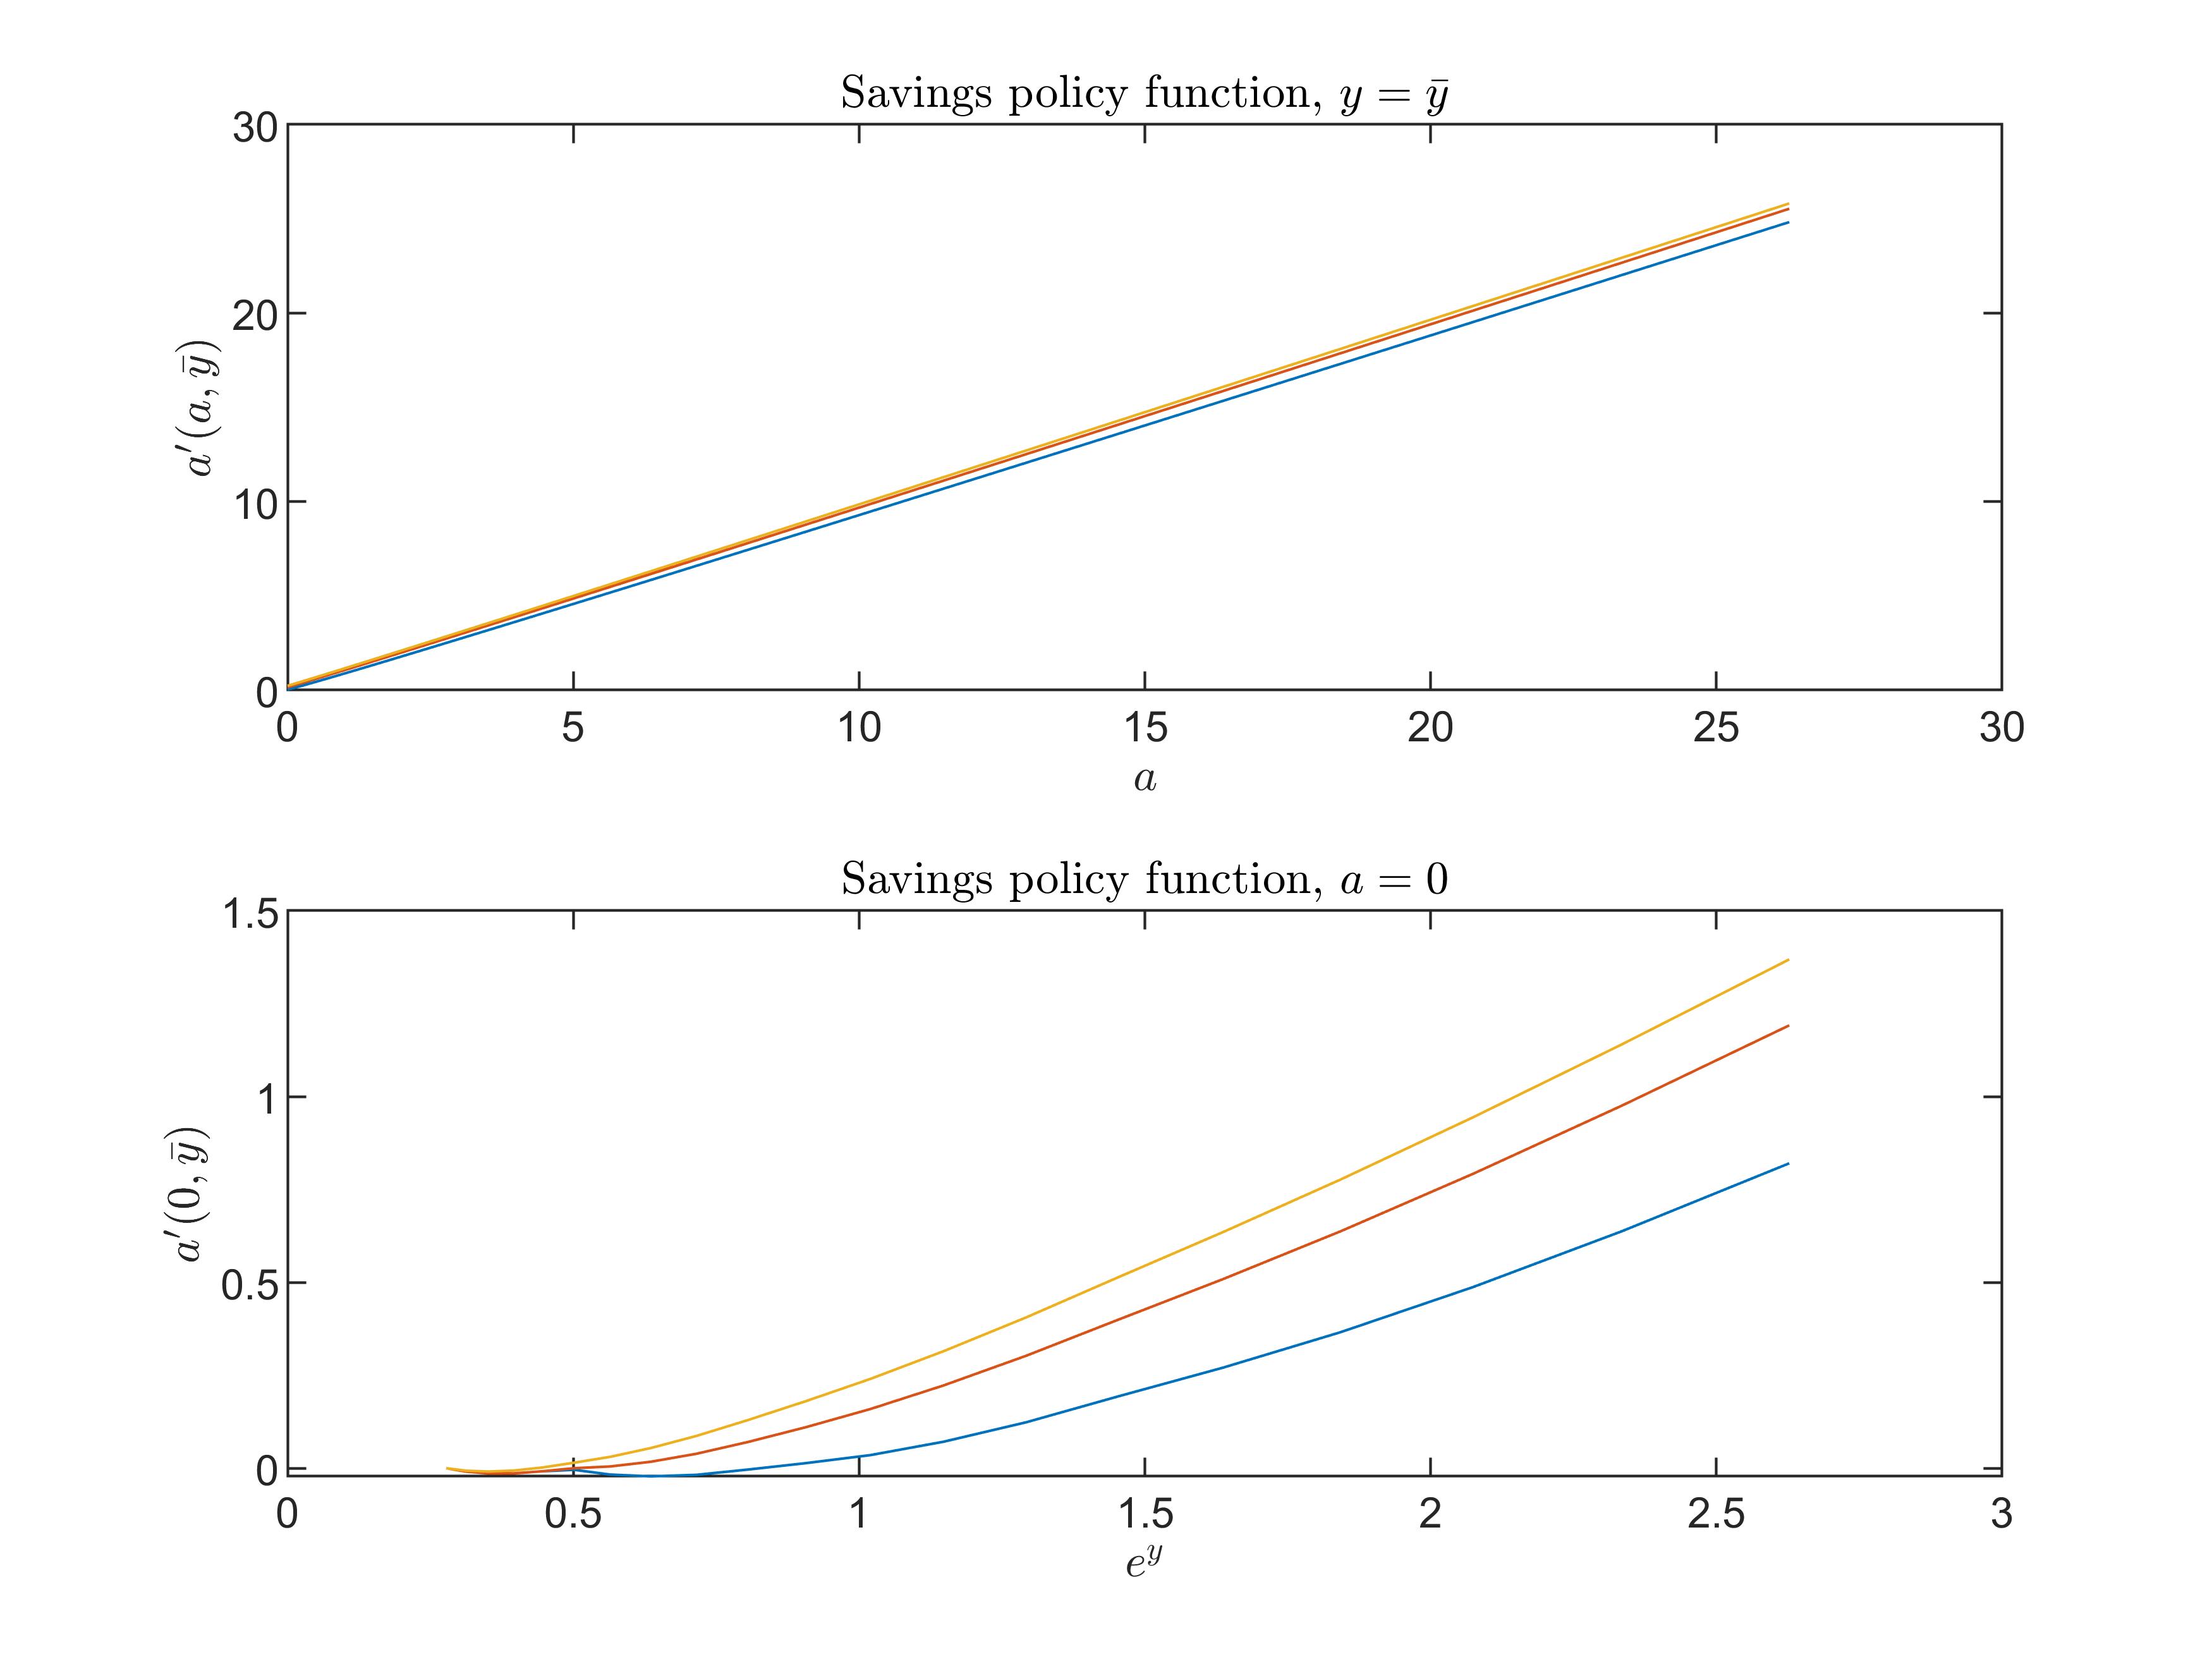 Savings policy function, y = ȳ
30
20
10
0
a′(a, ȳ)
0 5 10 15 20 25 30
a
Savings policy function, a = 0
1.5
1
0.5
0
a′(0, ȳ)
0 0.5 1 1.5 2 2.5 3
e^y